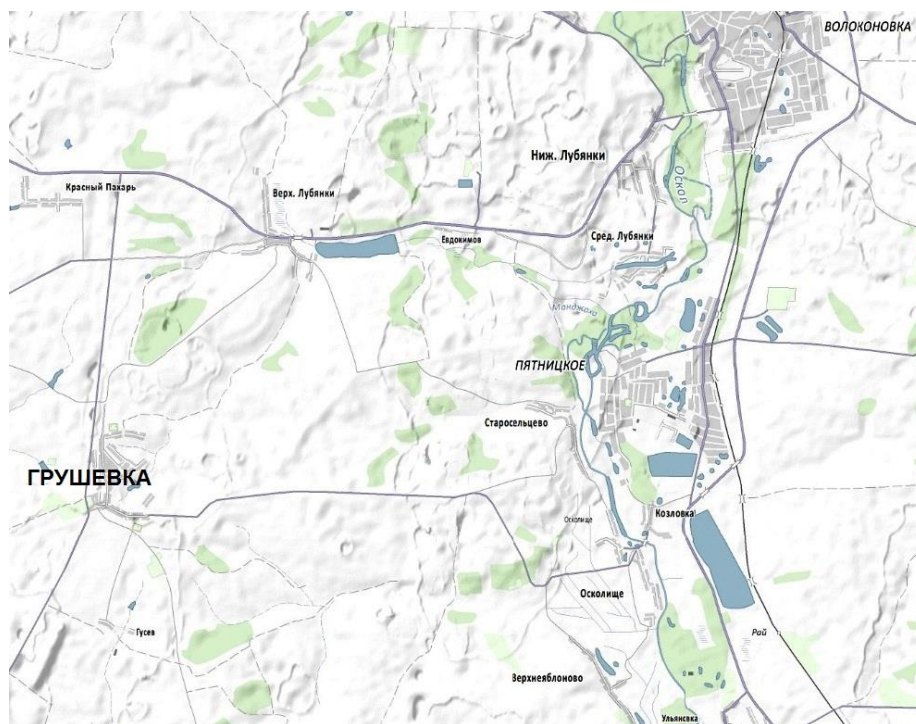 ВОЛОКОНОВКА
Ниж. Лубянки
Оскол
Красный Пахарь
Верх. Лубянки
Евдокимов
Сред. Лубянки
Манджоха
ПЯТНИЦКОЕ
Старосельцево
ГРУШЕВКА
Осколище
Козловка
Осколище
Гусев
Рай
Верхнеяблоново
Ульяновка